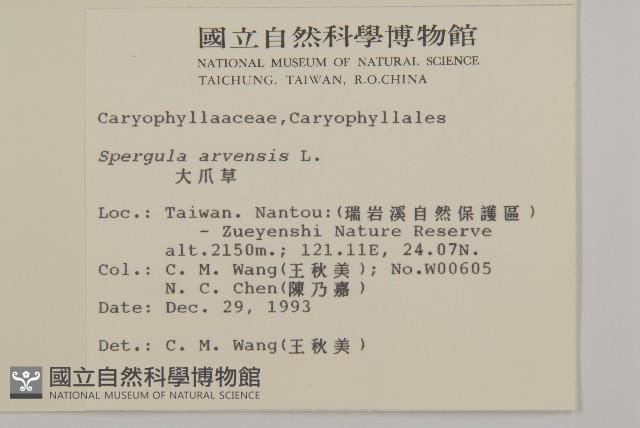 國立自然科學博物館
NATIONAL MUSEUM OF NATURAL SCIENCE
TAICHUNG, TAIWAN, R.O.CHINA
Caryophyllaaceae,Caryophyllales
Spergula arvensis L.
大爪草
Loc.: Taiwan. Nantou:(瑞岩溪自然保護區)
- Zueyenshi Nature Reserve
alt.2150m.; 121.11E, 24.07N.
Col.: C. M. Wang(王秋美); No.W00605
N. C. Chen(陳乃嘉)
Date: Dec. 29, 1993
Det.: C. M. Wang(王秋美)
國立自然科學博物館
NATIONAL MUSEUM OF NATURAL SCIENCE